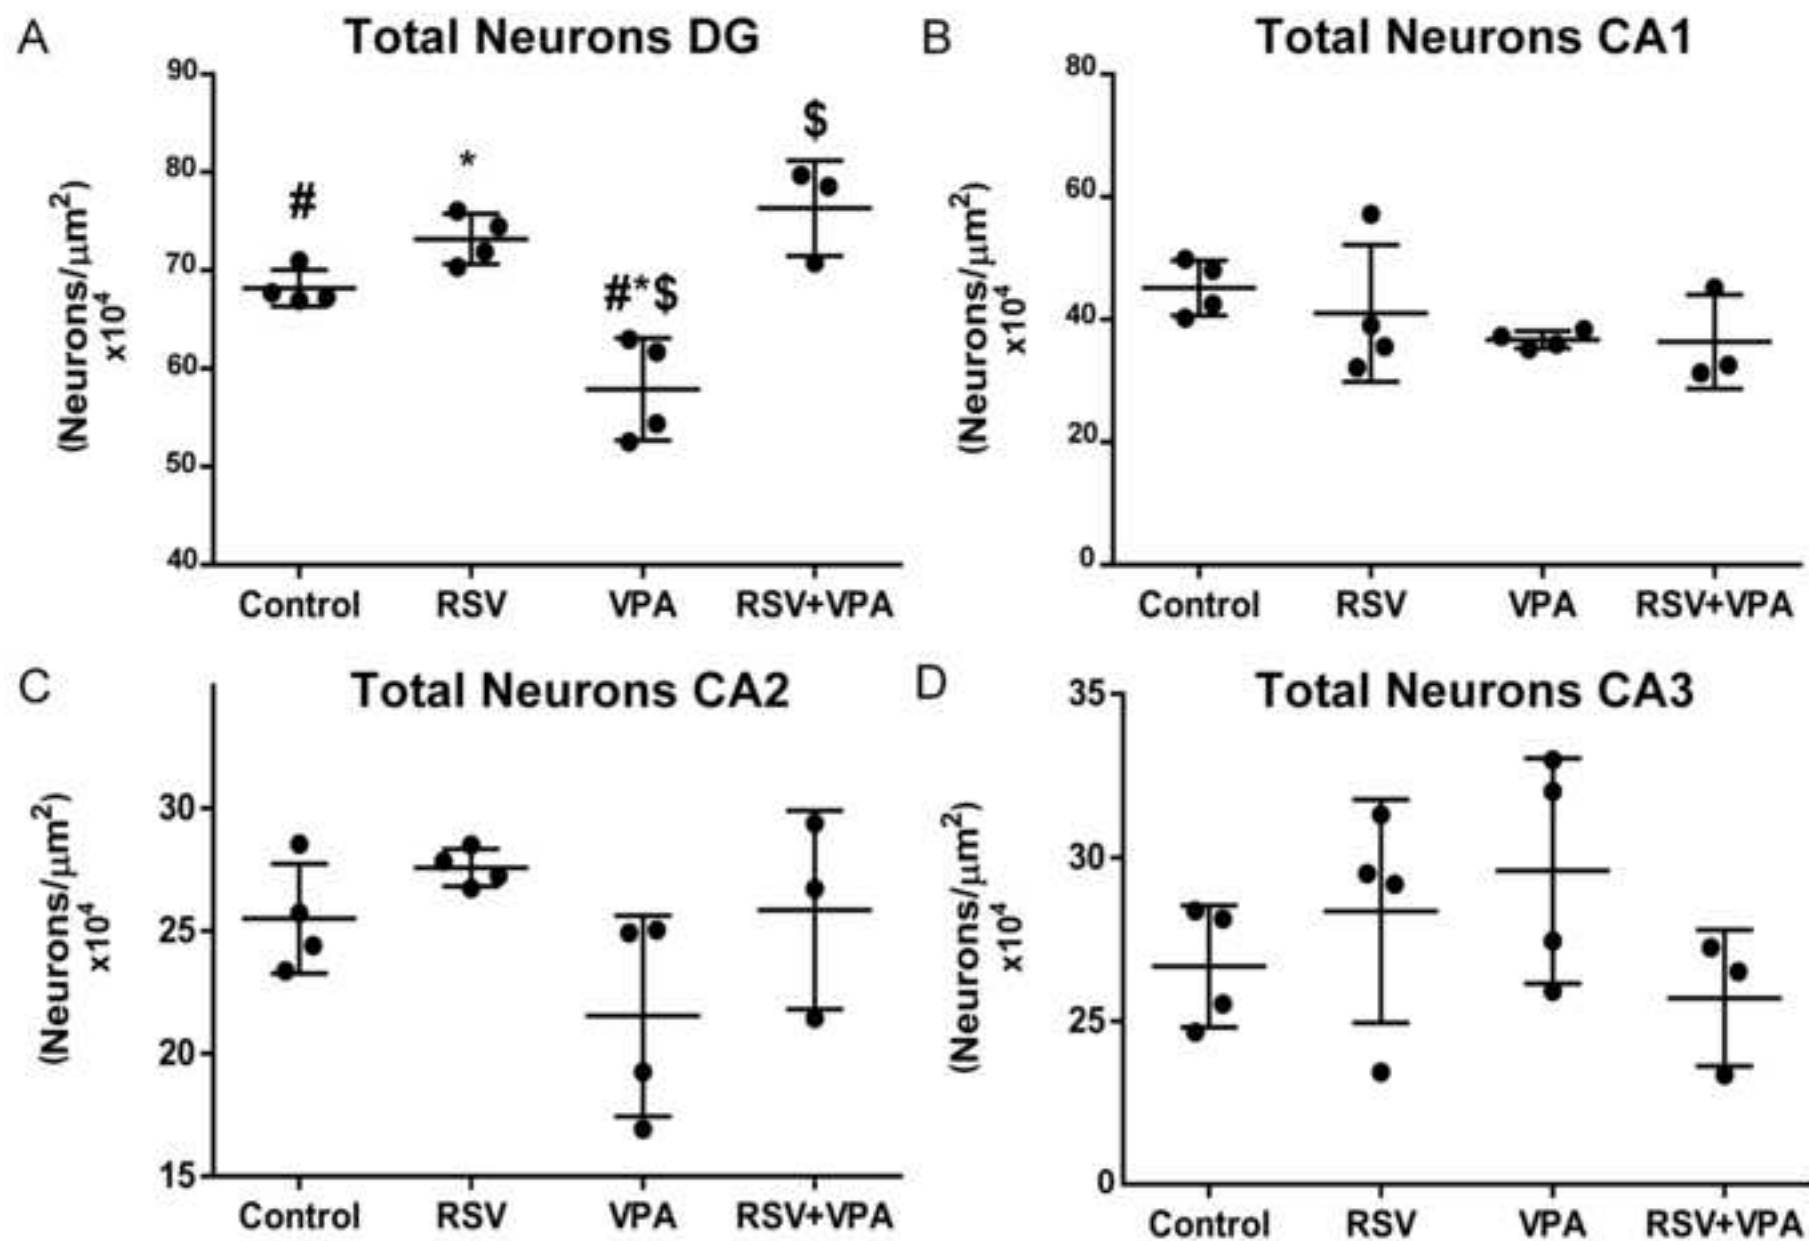 A
Total Neurons DG
(Neurons/μm²)
x10⁴
90
80
70
60
50
40
#
*
#*$
$
Control RSV VPA RSV+VPA
B
Total Neurons CA1
(Neurons/μm²)
x10⁴
80
60
40
20
0
Control RSV VPA RSV+VPA
C
Total Neurons CA2
(Neurons/μm²)
x10⁴
30
25
20
15
Control RSV VPA RSV+VPA
D
Total Neurons CA3
(Neurons/μm²)
x10⁴
35
30
25
0
Control RSV VPA RSV+VPA